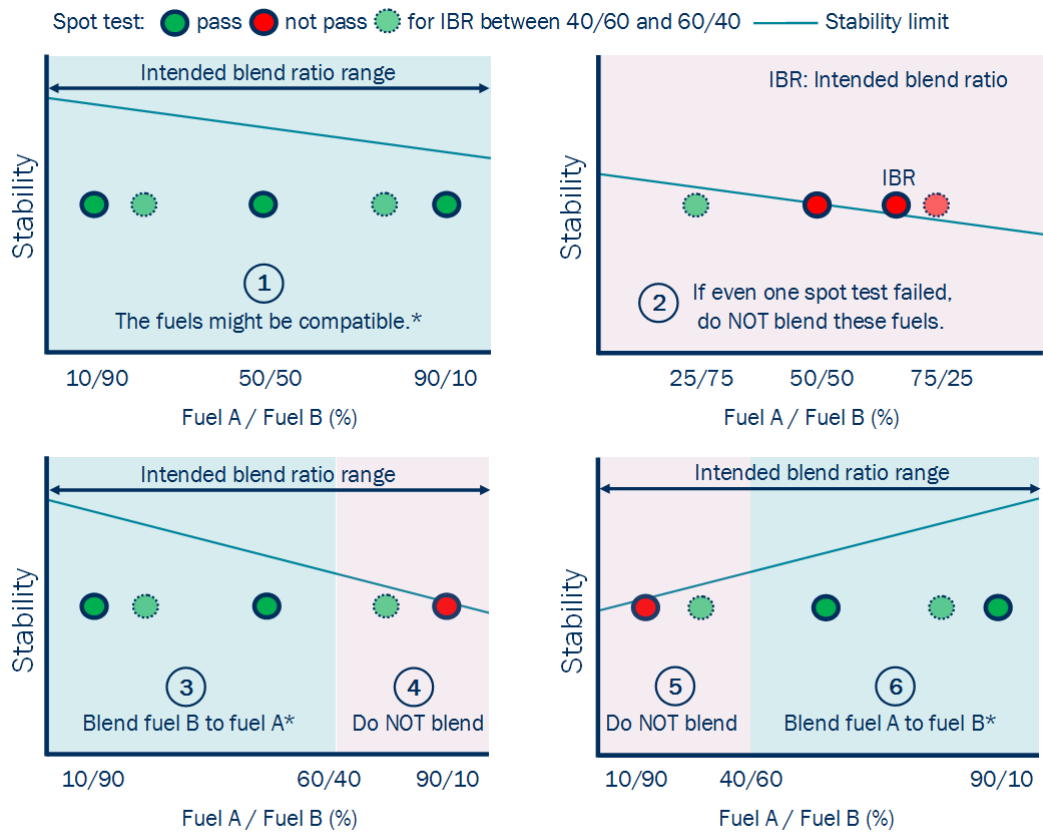 Spot test: pass not pass for IBR between 40/60 and 60/40 Stability limit
Intended blend ratio range
Stability
1
The fuels might be compatible.*
10/90 50/50 90/10
Fuel A / Fuel B (%)
IBR: Intended blend ratio
Stability
IBR
2
If even one spot test failed,
do NOT blend these fuels.
25/75 50/50 75/25
Fuel A / Fuel B (%)
Intended blend ratio range
Stability
3
Blend fuel B to fuel A*
4
Do NOT blend
10/90 60/40 90/10
Fuel A / Fuel B (%)
Intended blend ratio range
Stability
5
Do NOT blend
6
Blend fuel A to fuel B*
10/90 40/60 90/10
Fuel A / Fuel B (%)